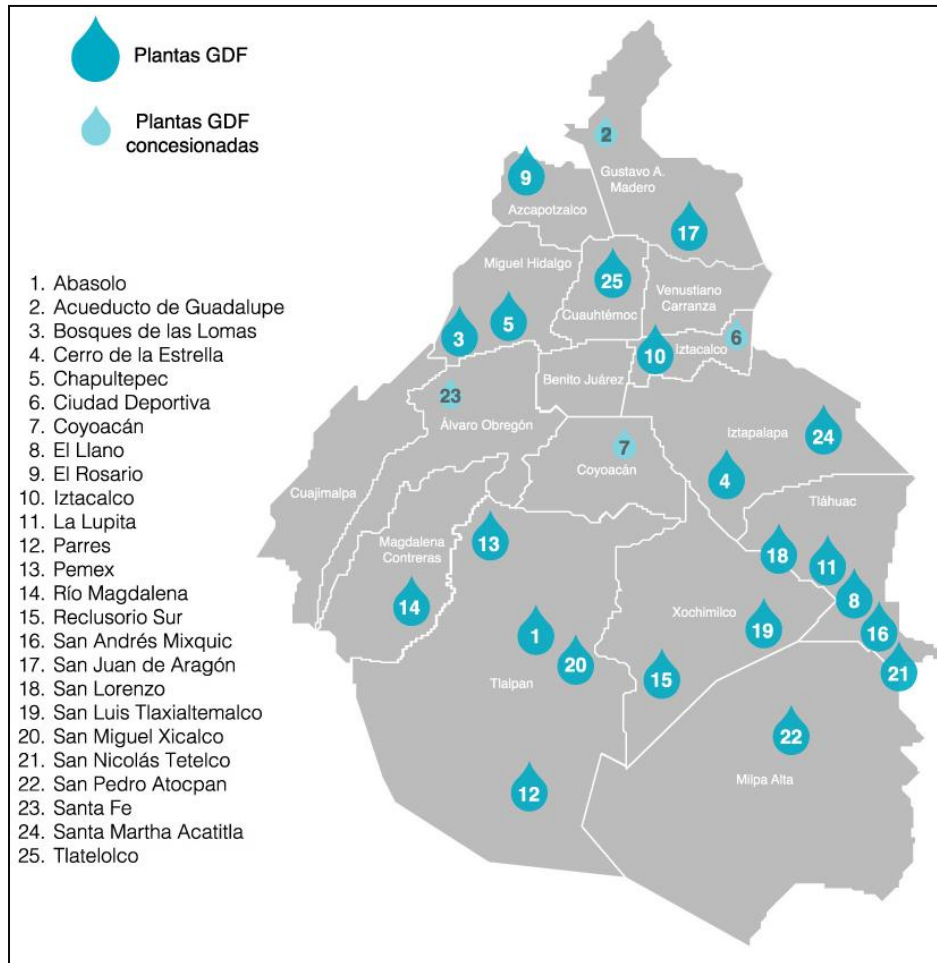 Plantas GDF
Plantas GDF
concesionadas
1. Abasolo
2. Acueducto de Guadalupe
3. Bosques de las Lomas
4. Cerro de la Estrella
5. Chapultepec
6. Ciudad Deportiva
7. Coyoacán
8. El Llano
9. El Rosario
10. Iztacalco
11. La Lupita
12. Parres
13. Pemex
14. Río Magdalena
15. Reclusorio Sur
16. San Andrés Mixquic
17. San Juan de Aragón
18. San Lorenzo
19. San Luis Tlaxialtemalco
20. San Miguel Xicalco
21. San Nicolás Tetelco
22. San Pedro Atocpan
23. Santa Fe
24. Santa Martha Acatitla
25. Tlatelolco
2
Gustavo A.
Madero
9
Azcapotzalco
17
Miguel Hidalgo
25
Cuauhtémoc
Venustiano
Carranza
3
5
10
Iztacalco
6
Benito Juárez
23
Álvaro Obregón
7
Coyoacán
Iztapalapa
24
4
Cuajimalpa
Tláhuac
Magdalena
Contreras
13
18
11
14
8
Xochimilco
19
16
1
20
Tlalpan
15
21
22
Milpa Alta
12